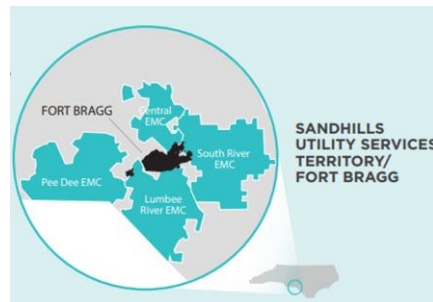 Central
EMC
FORT BRAGG
South River
EMC
Pee Dee EMC
Lumbee
River EMC
SANDHILLS
UTILITY SERVICES
TERRITORY/
FORT BRAGG